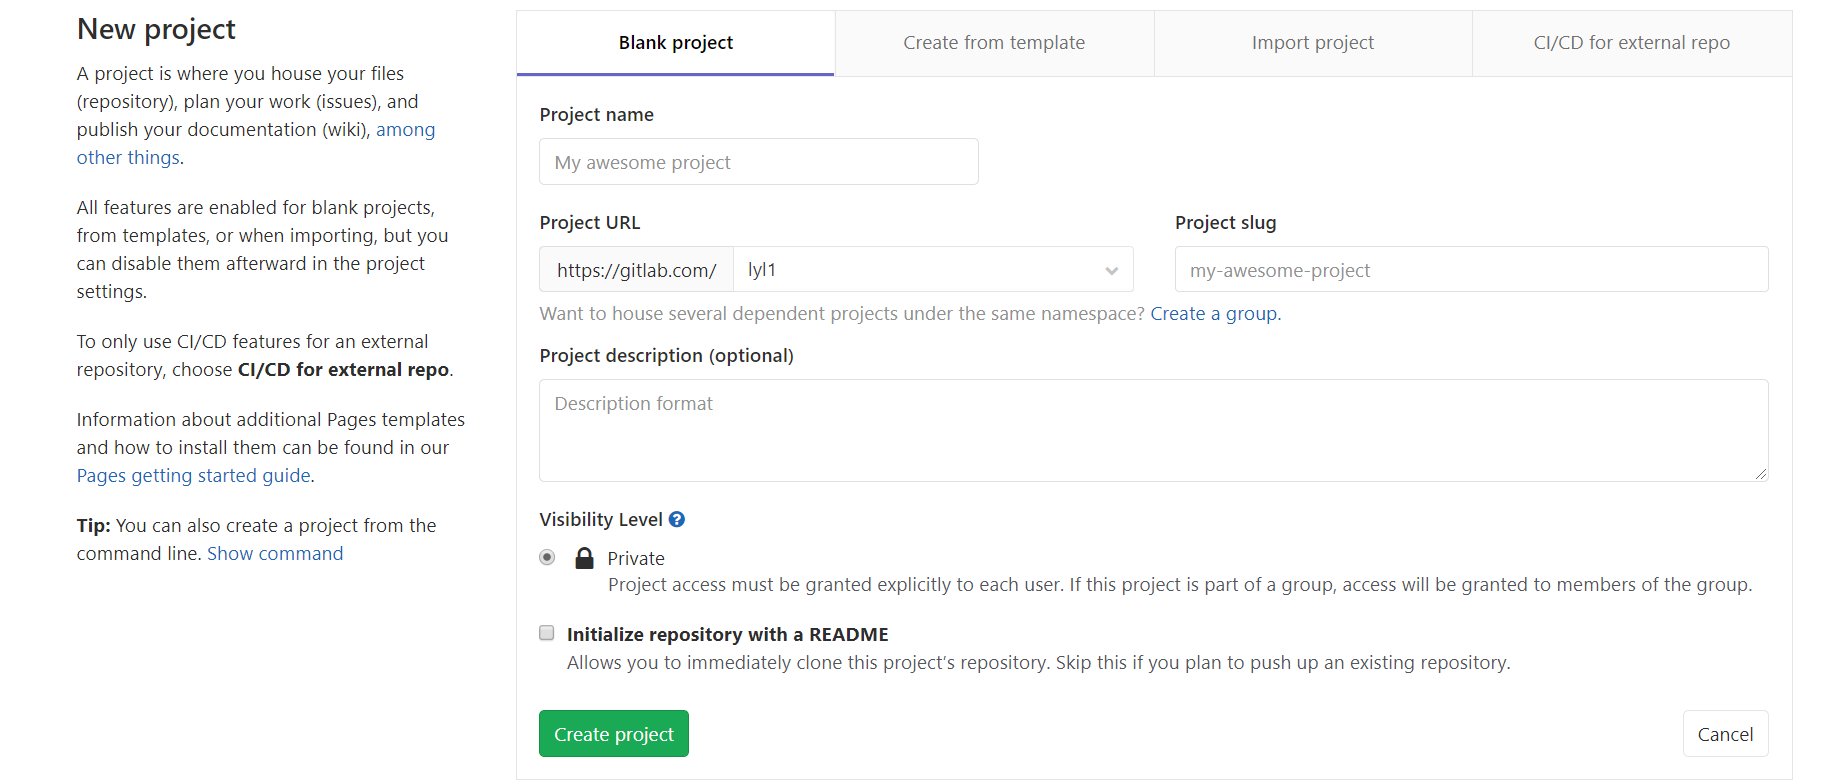 New project
A project is where you house your files
(repository), plan your work (issues), and
publish your documentation (wiki), among
other things.
All features are enabled for blank projects,
from templates, or when importing, but you
can disable them afterward in the project
settings.
To only use CI/CD features for an external
repository, choose CI/CD for external repo.
Information about additional Pages templates
and how to install them can be found in our
Pages getting started guide.
Tip: You can also create a project from the
command line. Show command
Blank project
Create from template
Import project
CI/CD for external repo
Project name
My awesome project
Project URL
Project slug
https://gitlab.com/
lyl1
my-awesome-project
Want to house several dependent projects under the same namespace? Create a group.
Project description (optional)
Description format
Visibility Level ?
Private
Project access must be granted explicitly to each user. If this project is part of a group, access will be granted to members of the group.
Initialize repository with a README
Allows you to immediately clone this project’s repository. Skip this if you plan to push up an existing repository.
Create project
Cancel